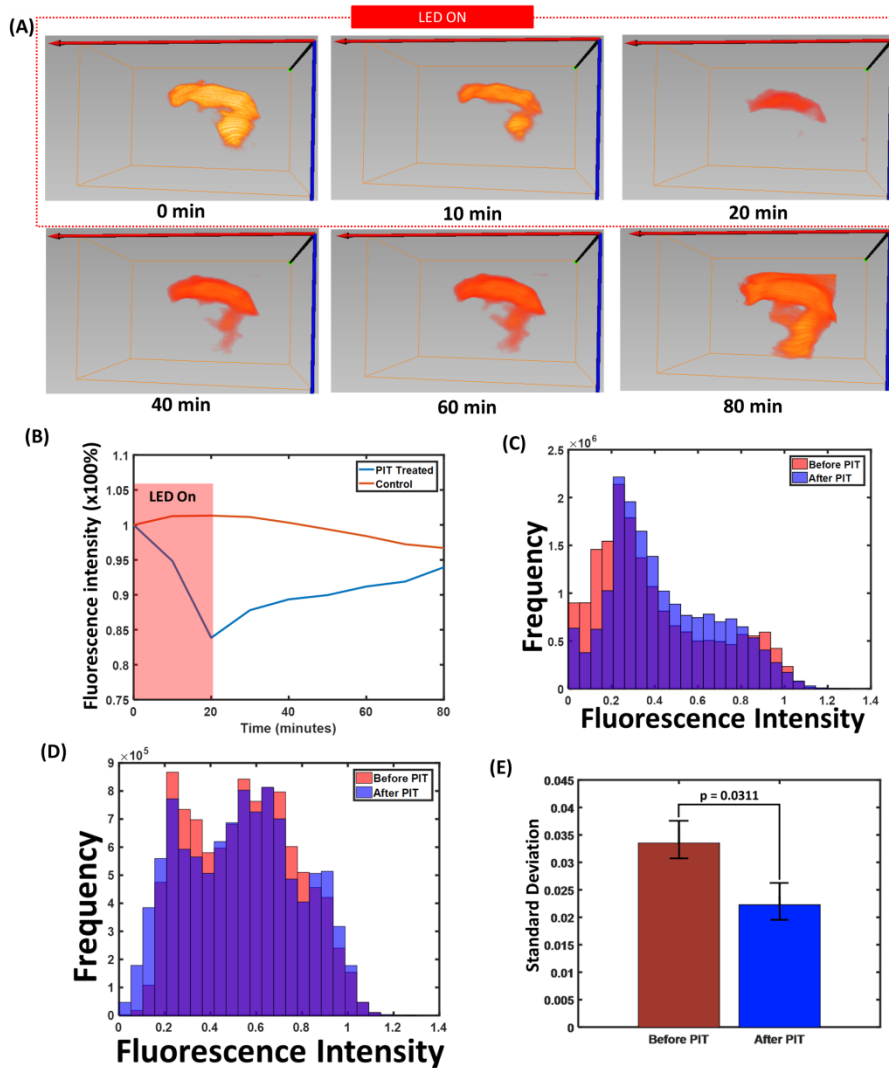 LED ON
(A)
0 min
10 min
20 min
40 min
60 min
80 min
(B)
1.1
1.05
1
0.95
0.9
0.85
0.8
0.75
Fluorescence intensity (x100%)
LED On
PIT Treated
Control
0
20
40
60
80
Time (minutes)
(C)
×10⁶
2.5
2
1.5
1
0.5
0
Frequency
Before PIT
After PIT
0
0.2
0.4
0.6
0.8
1
1.2
1.4
Fluorescence Intensity
(D)
×10⁵
9
8
7
6
5
4
3
2
1
0
Frequency
Before PIT
After PIT
0
0.2
0.4
0.6
0.8
1
1.2
1.4
Fluorescence Intensity
(E)
0.045
0.04
0.035
0.03
0.025
0.02
0.015
0.01
0.005
0
Standard Deviation
p = 0.0311
Before PIT
After PIT